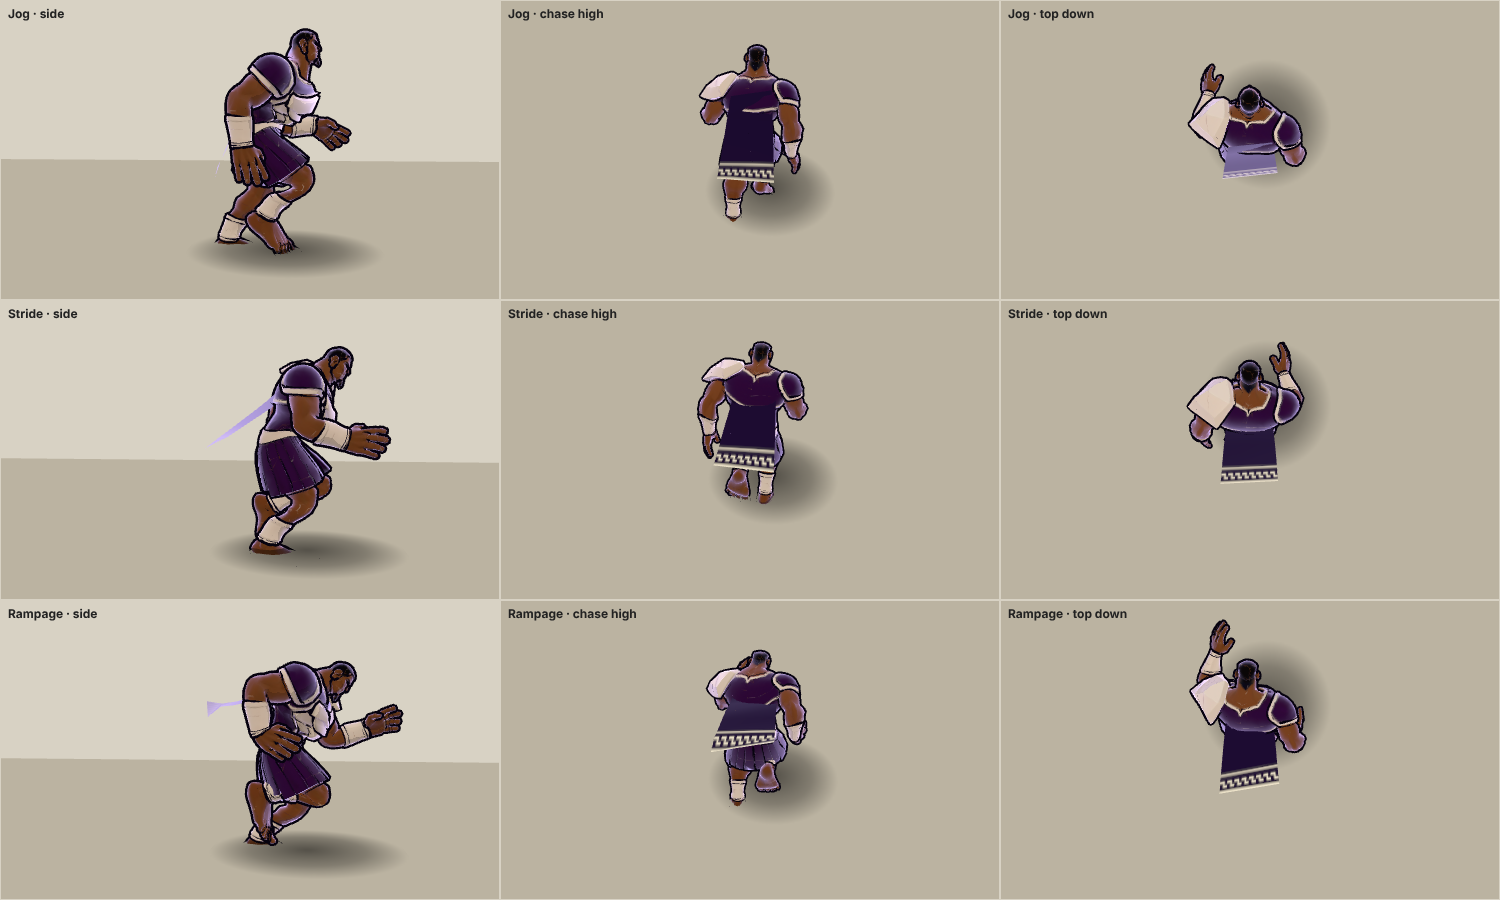 Jog · side
Jog · chase high
Jog · top down
Stride · side
Stride · chase high
Stride · top down
Rampage · side
Rampage · chase high
Rampage · top down